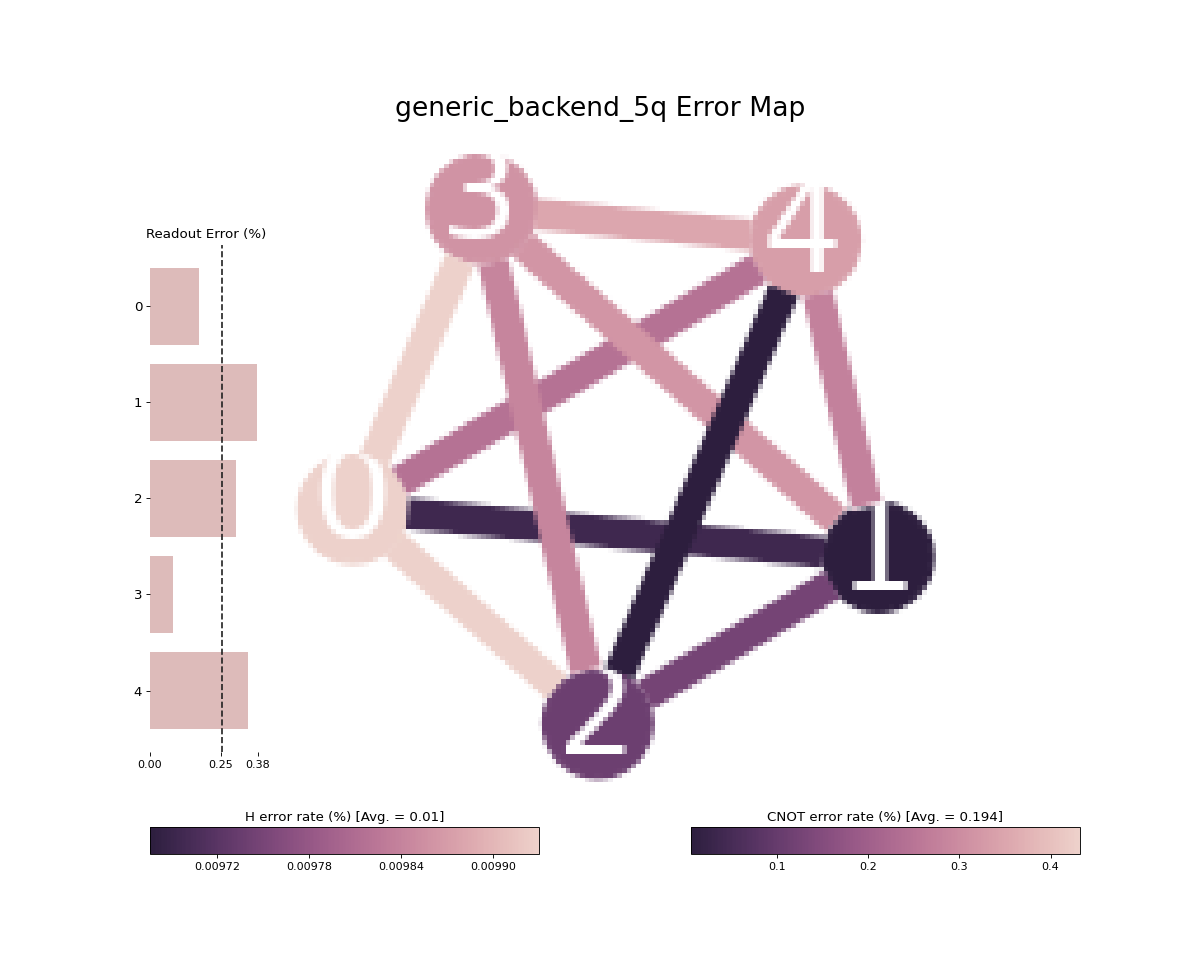 generic_backend_5q Error Map
3
4
Readout Error (%)
0
1
2
3
4
0.00 0.25 0.38
0
1
2
H error rate (%) [Avg. = 0.01]
0.00972 0.00978 0.00984 0.00990
CNOT error rate (%) [Avg. = 0.194]
0.1 0.2 0.3 0.4